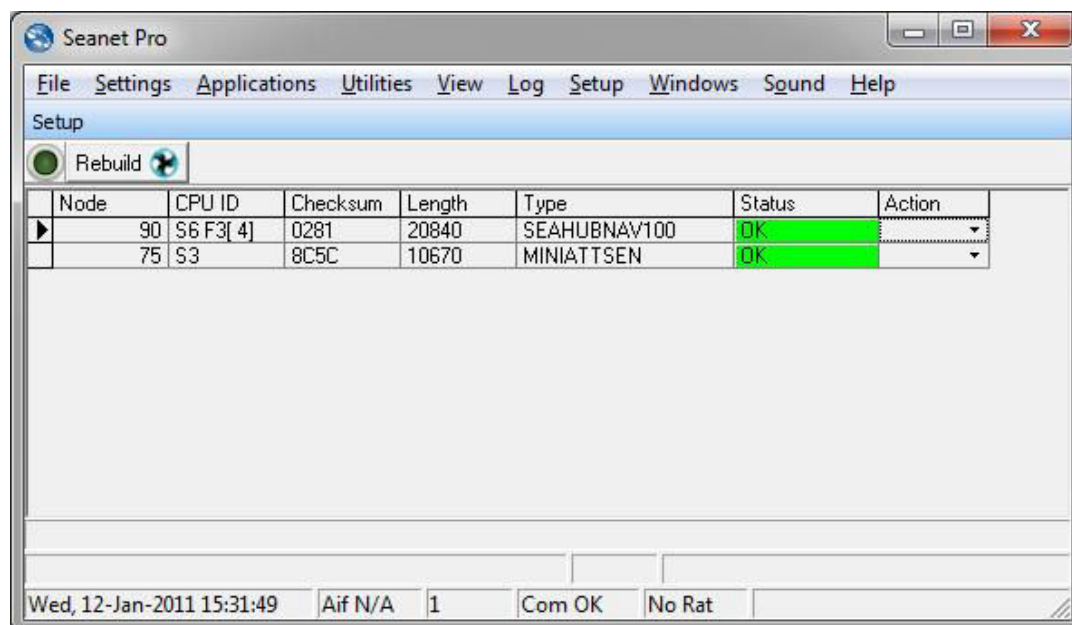 Seanet Pro
File Settings Applications Utilities View Log Setup Windows Sound Help
Setup
Rebuild
Node CPU ID Checksum Length Type Status Action
90 S6 F3[ 4] 0281 20840 SEAHUBNAV100 OK
75 S3 8C5C 10670 MINIATTSEN OK
Wed, 12-Jan-2011 15:31:49 Aif N/A 1 Com OK No Rat